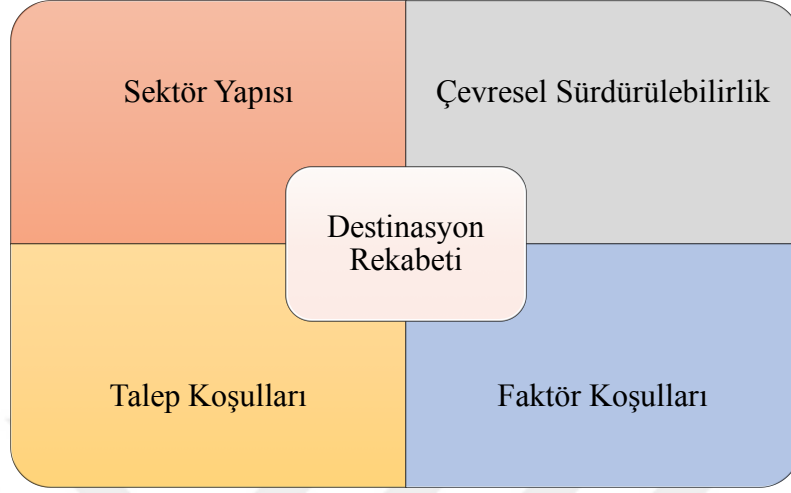 Sektör Yapısı
Çevresel Sürdürülebilirlik
Destinasyon
Rekabeti
Talep Koşulları
Faktör Koşulları